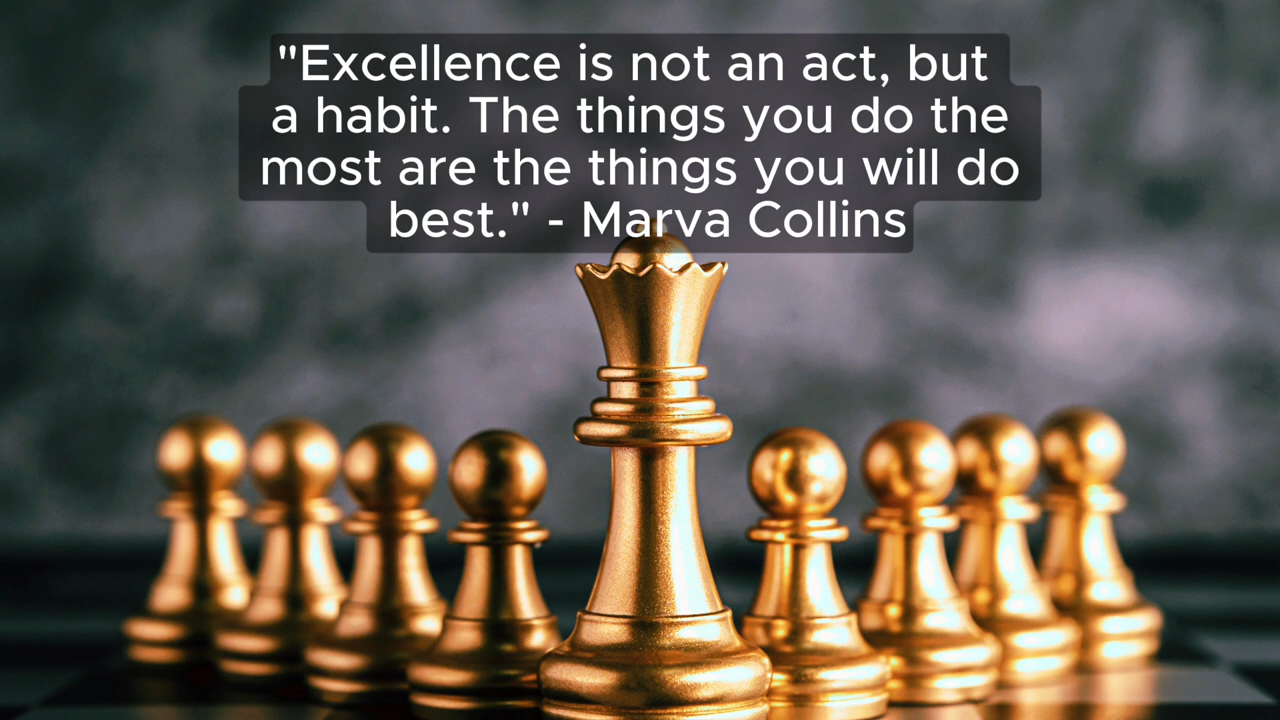 "Excellence is not an act, but
a habit. The things you do the
most are the things you will do
best." - Marva Collins